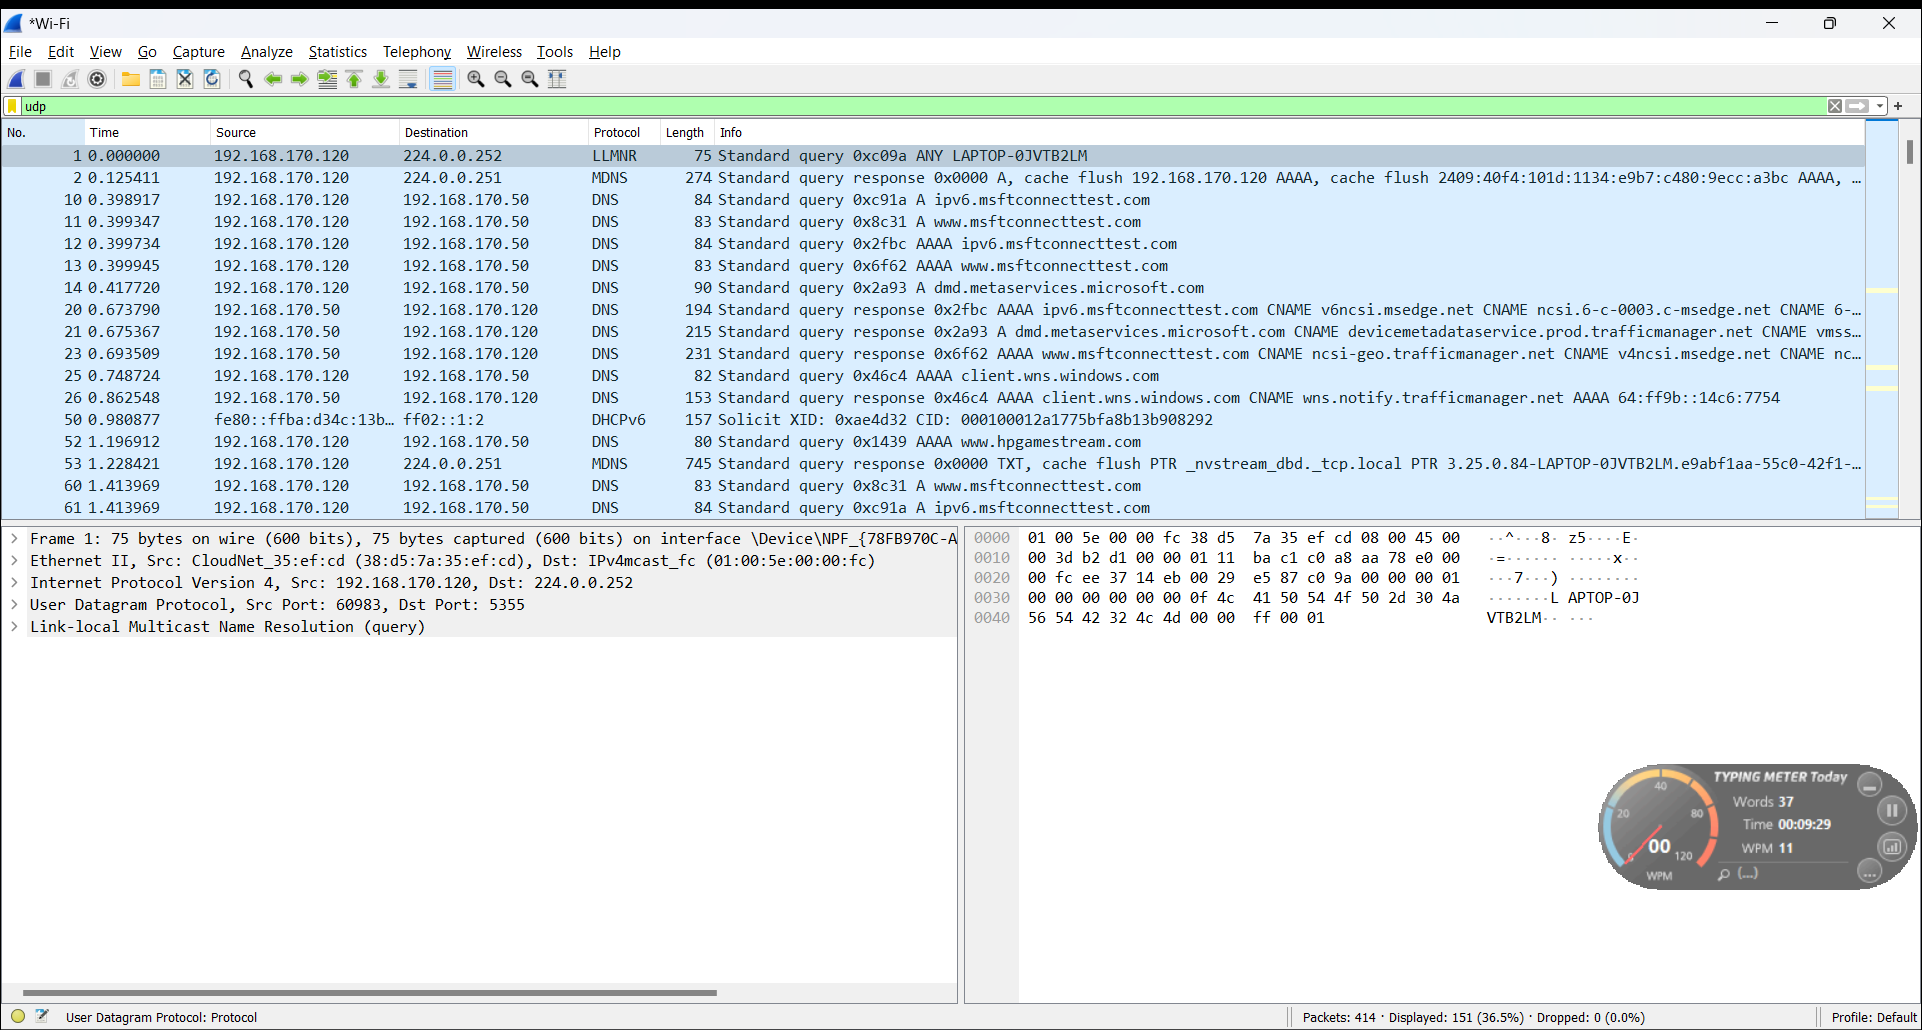 *Wi-Fi
File Edit View Go Capture Analyze Statistics Telephony Wireless Tools Help
udp
No. Time Source Destination Protocol Length Info
1 0.000000 192.168.170.120 224.0.0.252 LLMNR 75 Standard query 0xc09a ANY LAPTOP-0JVTB2LM
2 0.125411 192.168.170.120 224.0.0.251 MDNS 274 Standard query response 0x0000 A, cache flush 192.168.170.120 AAAA, cache flush 2409:40f4:101d:1134:e9b7:c480:9ecc:a3bc AAAA, …
10 0.398917 192.168.170.120 192.168.170.50 DNS 84 Standard query 0xc91a A ipv6.msftconnecttest.com
11 0.399347 192.168.170.120 192.168.170.50 DNS 83 Standard query 0x8c31 A www.msftconnecttest.com
12 0.399734 192.168.170.120 192.168.170.50 DNS 84 Standard query 0x2fbc AAAA ipv6.msftconnecttest.com
13 0.399945 192.168.170.120 192.168.170.50 DNS 83 Standard query 0x6f62 AAAA www.msftconnecttest.com
14 0.417720 192.168.170.120 192.168.170.50 DNS 90 Standard query 0x2a93 A dmd.metaservices.microsoft.com
20 0.673790 192.168.170.50 192.168.170.120 DNS 194 Standard query response 0x2fbc AAAA ipv6.msftconnecttest.com CNAME v6ncsi.msedge.net CNAME ncsi.6-c-0003.c-msedge.net CNAME 6-…
21 0.675367 192.168.170.50 192.168.170.120 DNS 215 Standard query response 0x2a93 A dmd.metaservices.microsoft.com CNAME devicemetadataservice.prod.trafficmanager.net CNAME vmss…
23 0.693509 192.168.170.50 192.168.170.120 DNS 231 Standard query response 0x6f62 AAAA www.msftconnecttest.com CNAME ncsi-geo.trafficmanager.net CNAME v4ncsi.msedge.net CNAME nc…
25 0.748724 192.168.170.120 192.168.170.50 DNS 82 Standard query 0x46c4 AAAA client.wns.windows.com
26 0.862548 192.168.170.50 192.168.170.120 DNS 153 Standard query response 0x46c4 AAAA client.wns.windows.com CNAME wns.notify.trafficmanager.net AAAA 64:ff9b::14c6:7754
50 0.980877 fe80::ffba:d34c:13b… ff02::1:2 DHCPv6 157 Solicit XID: 0xae4d32 CID: 000100012a1775bfa8b13b908292
52 1.196912 192.168.170.120 192.168.170.50 DNS 80 Standard query 0x1439 AAAA www.hpgamestream.com
53 1.228421 192.168.170.120 224.0.0.251 MDNS 745 Standard query response 0x0000 TXT, cache flush PTR _nvstream_dbd._tcp.local PTR 3.25.0.84-LAPTOP-0JVTB2LM.e9abf1aa-55c0-42f1-…
60 1.413969 192.168.170.120 192.168.170.50 DNS 83 Standard query 0x8c31 A www.msftconnecttest.com
61 1.413969 192.168.170.120 192.168.170.50 DNS 84 Standard query 0xc91a A ipv6.msftconnecttest.com
Frame 1: 75 bytes on wire (600 bits), 75 bytes captured (600 bits) on interface \Device\NPF_{78FB970C-A
Ethernet II, Src: CloudNet_35:ef:cd (38:d5:7a:35:ef:cd), Dst: IPv4mcast_fc (01:00:5e:00:00:fc)
Internet Protocol Version 4, Src: 192.168.170.120, Dst: 224.0.0.252
User Datagram Protocol, Src Port: 60983, Dst Port: 5355
Link-local Multicast Name Resolution (query)
0000 01 00 5e 00 00 fc 38 d5 7a 35 ef cd 08 00 45 00 ··^···8· z5····E·
0010 00 3d b2 d1 00 00 01 11 ba c1 c0 a8 aa 78 e0 00 ·=······ ·····x··
0020 00 fc ee 37 14 eb 00 29 e5 87 c0 9a 00 00 00 01 ···7···) ········
0030 00 00 00 00 00 00 0f 4c 41 50 54 4f 50 2d 30 4a ·······L APTOP-0J
0040 56 54 42 32 4c 4d 00 00 ff 00 01 VTB2LM·· ···
TYPING METER Today
Words 37
Time 00:09:29
WPM 11
(...)
0 20 40 80 120
00
WPM
User Datagram Protocol: Protocol
Packets: 414 · Displayed: 151 (36.5%) · Dropped: 0 (0.0%)
Profile: Default